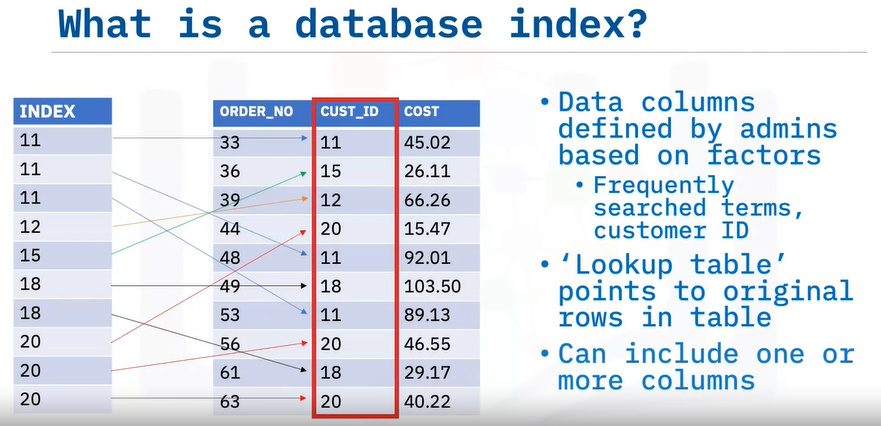 What is a database index?
INDEX
11
11
11
12
15
18
18
20
20
20
ORDER_NO CUST_ID COST
33 11 45.02
36 15 26.11
39 12 66.26
44 20 15.47
48 11 92.01
49 18 103.50
53 11 89.13
56 20 46.55
61 18 29.17
63 20 40.22
• Data columns
defined by admins
based on factors
• Frequently
searched terms,
customer ID
• ‘Lookup table’
points to original
rows in table
• Can include one or
more columns